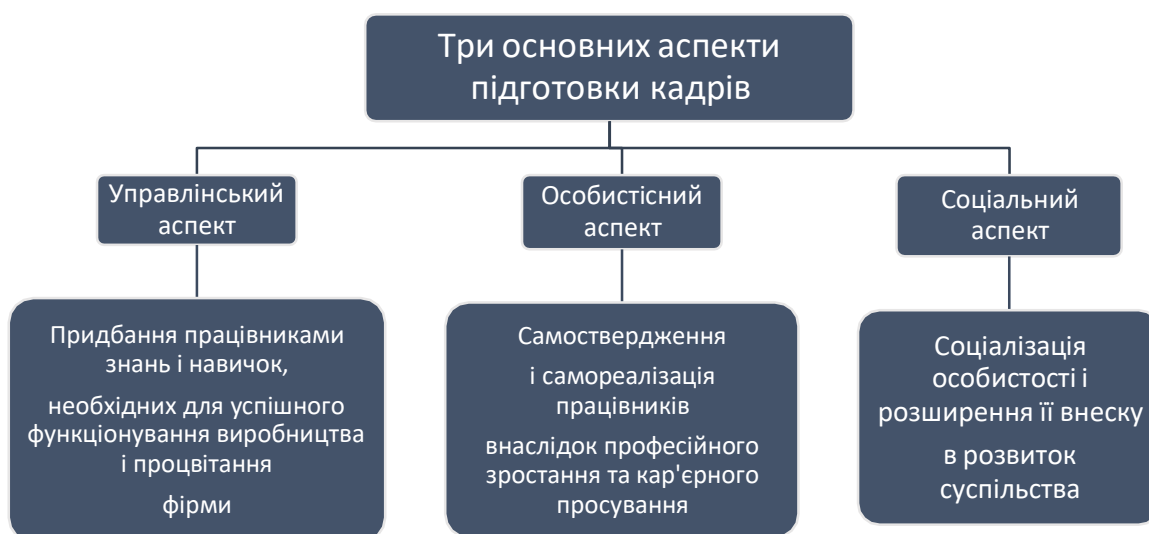 Три основних аспекти
підготовки кадрів
Управлінський
аспект
Придбання працівниками
знань і навичок,
необхідних для успішного
функціонування виробництва
і процвітання
фірми
Особистісний
аспект
Самоствердження
і самореалізація
працівників
внаслідок професійного
зростання та кар'єрного
просування
Соціальний
аспект
Соціалізація
особистості і
розширення її внеску
в розвиток
суспільства